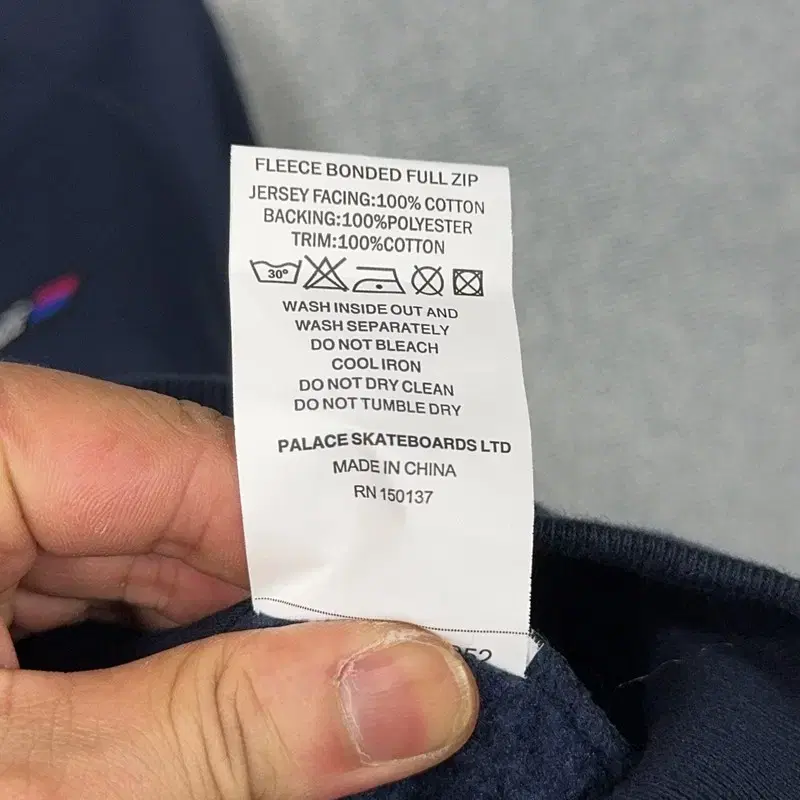 FLEECE BONDED FULL ZIP
JERSEY FACING:100% COTTON
BACKING:100%POLYESTER
TRIM:100%COTTON
30°
WASH INSIDE OUT AND
WASH SEPARATELY
DO NOT BLEACH
COOL IRON
DO NOT DRY CLEAN
DO NOT TUMBLE DRY
PALACE SKATEBOARDS LTD
MADE IN CHINA
RN 150137